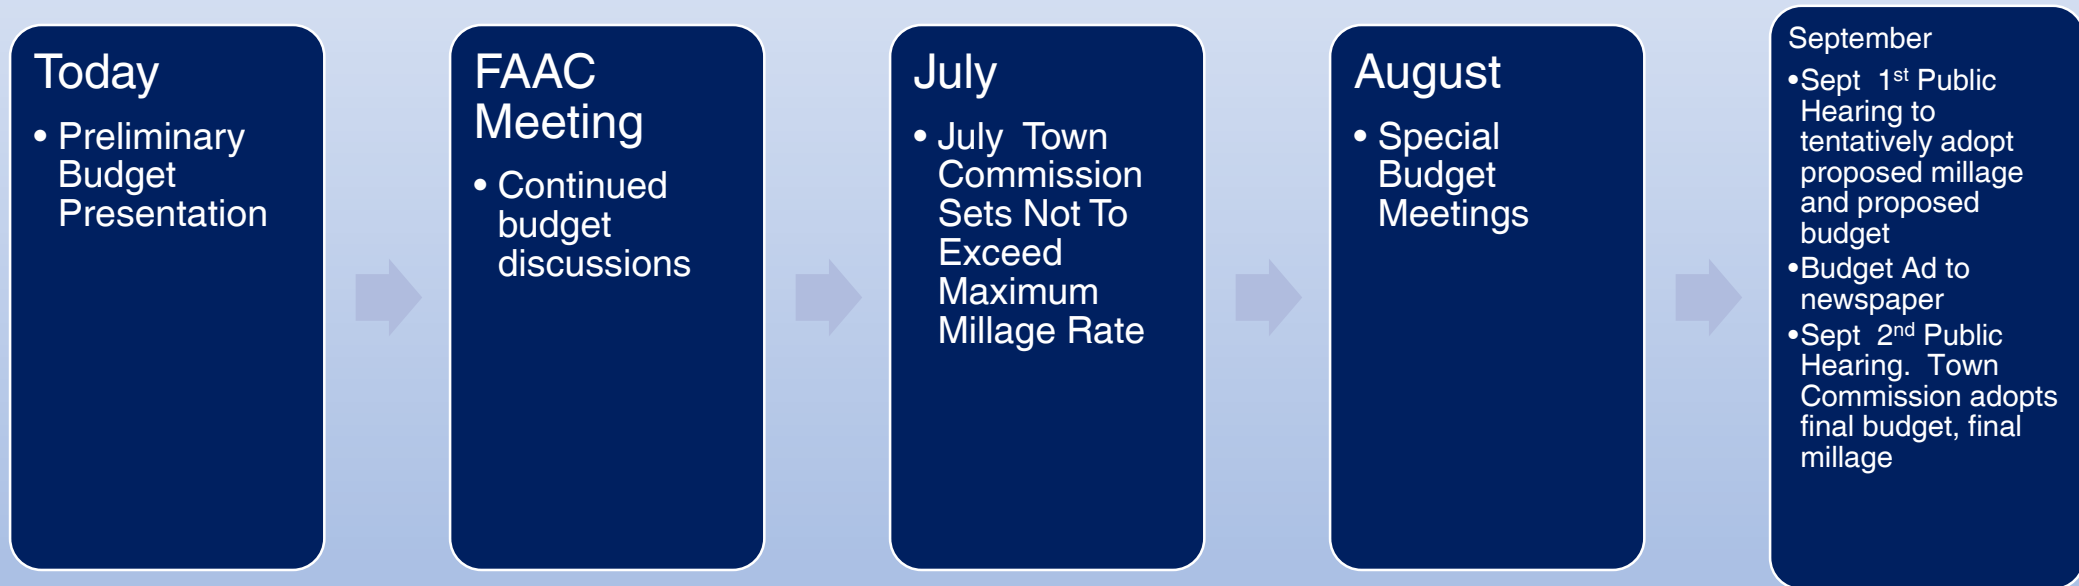 Today
• Preliminary
Budget
Presentation
FAAC
Meeting
• Continued
budget
discussions
July
• July  Town
Commission
Sets Not To
Exceed
Maximum
Millage Rate
August
• Special
Budget
Meetings
September
•Sept  1st Public
Hearing to
tentatively adopt
proposed millage
and proposed
budget
•Budget Ad to
newspaper
•Sept  2nd Public
Hearing.  Town
Commission adopts
final budget, final
millage